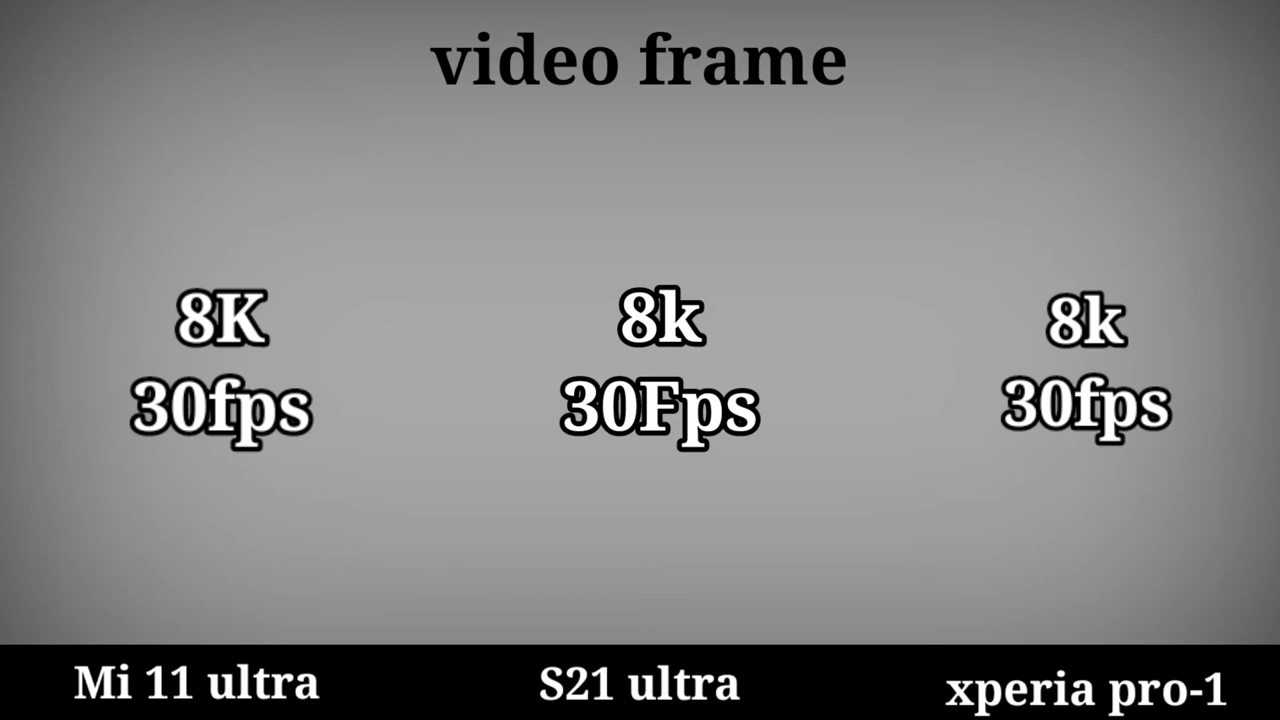 video frame
8K 8k 8k
30fps 30Fps 30fps
Mi 11 ultra S21 ultra xperia pro-1